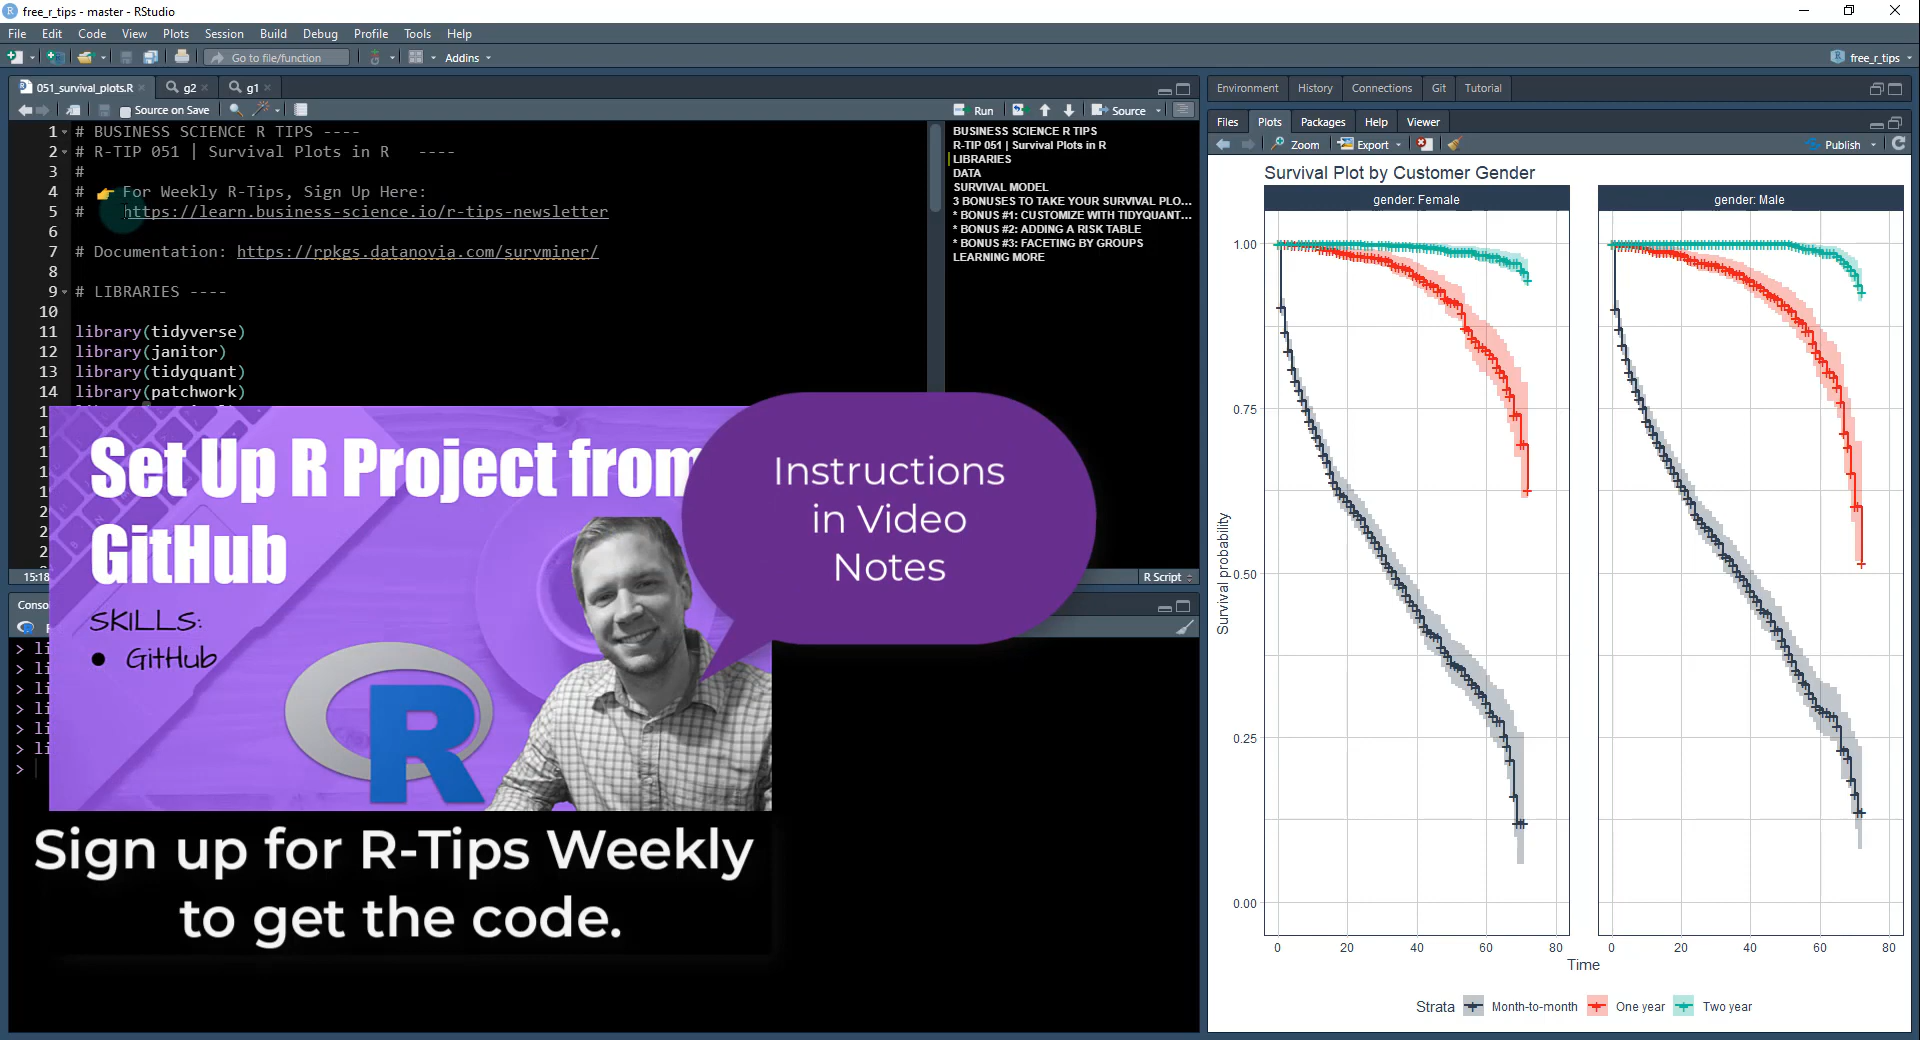 free_r_tips - master - RStudio
File Edit Code View Plots Session Build Debug Profile Tools Help
Go to file/function
Addins
free_r_tips
051_survival_plots.R
g2
g1
Source on Save
Run
Source
1 # BUSINESS SCIENCE R TIPS ----
2 # R-TIP 051 | Survival Plots in R ----
3 #
4 # 👉 For Weekly R-Tips, Sign Up Here:
5 # https://learn.business-science.io/r-tips-newsletter
6
7 # Documentation: https://rpkgs.datanovia.com/survminer/
8
9 # LIBRARIES ----
10
11 library(tidyverse)
12 library(janitor)
13 library(tidyquant)
14 library(patchwork)
BUSINESS SCIENCE R TIPS
R-TIP 051 | Survival Plots in R
LIBRARIES
DATA
SURVIVAL MODEL
3 BONUSES TO TAKE YOUR SURVIVAL PLO...
* BONUS #1: CUSTOMIZE WITH TIDYQUANT...
* BONUS #2: ADDING A RISK TABLE
* BONUS #3: FACETING BY GROUPS
LEARNING MORE
15:18
R Script
Conso
> li
> li
> li
> li
> li
> li
>
Set Up R Project from
GitHub
SKILLS:
● GitHub
R
Instructions
in Video
Notes
Sign up for R-Tips Weekly
to get the code.
Environment History Connections Git Tutorial
Files Plots Packages Help Viewer
Zoom Export Publish
Survival Plot by Customer Gender
gender: Female
gender: Male
Survival probability
1.00
0.75
0.50
0.25
0.00
0 20 40 60 80
0 20 40 60 80
Time
Strata Month-to-month One year Two year